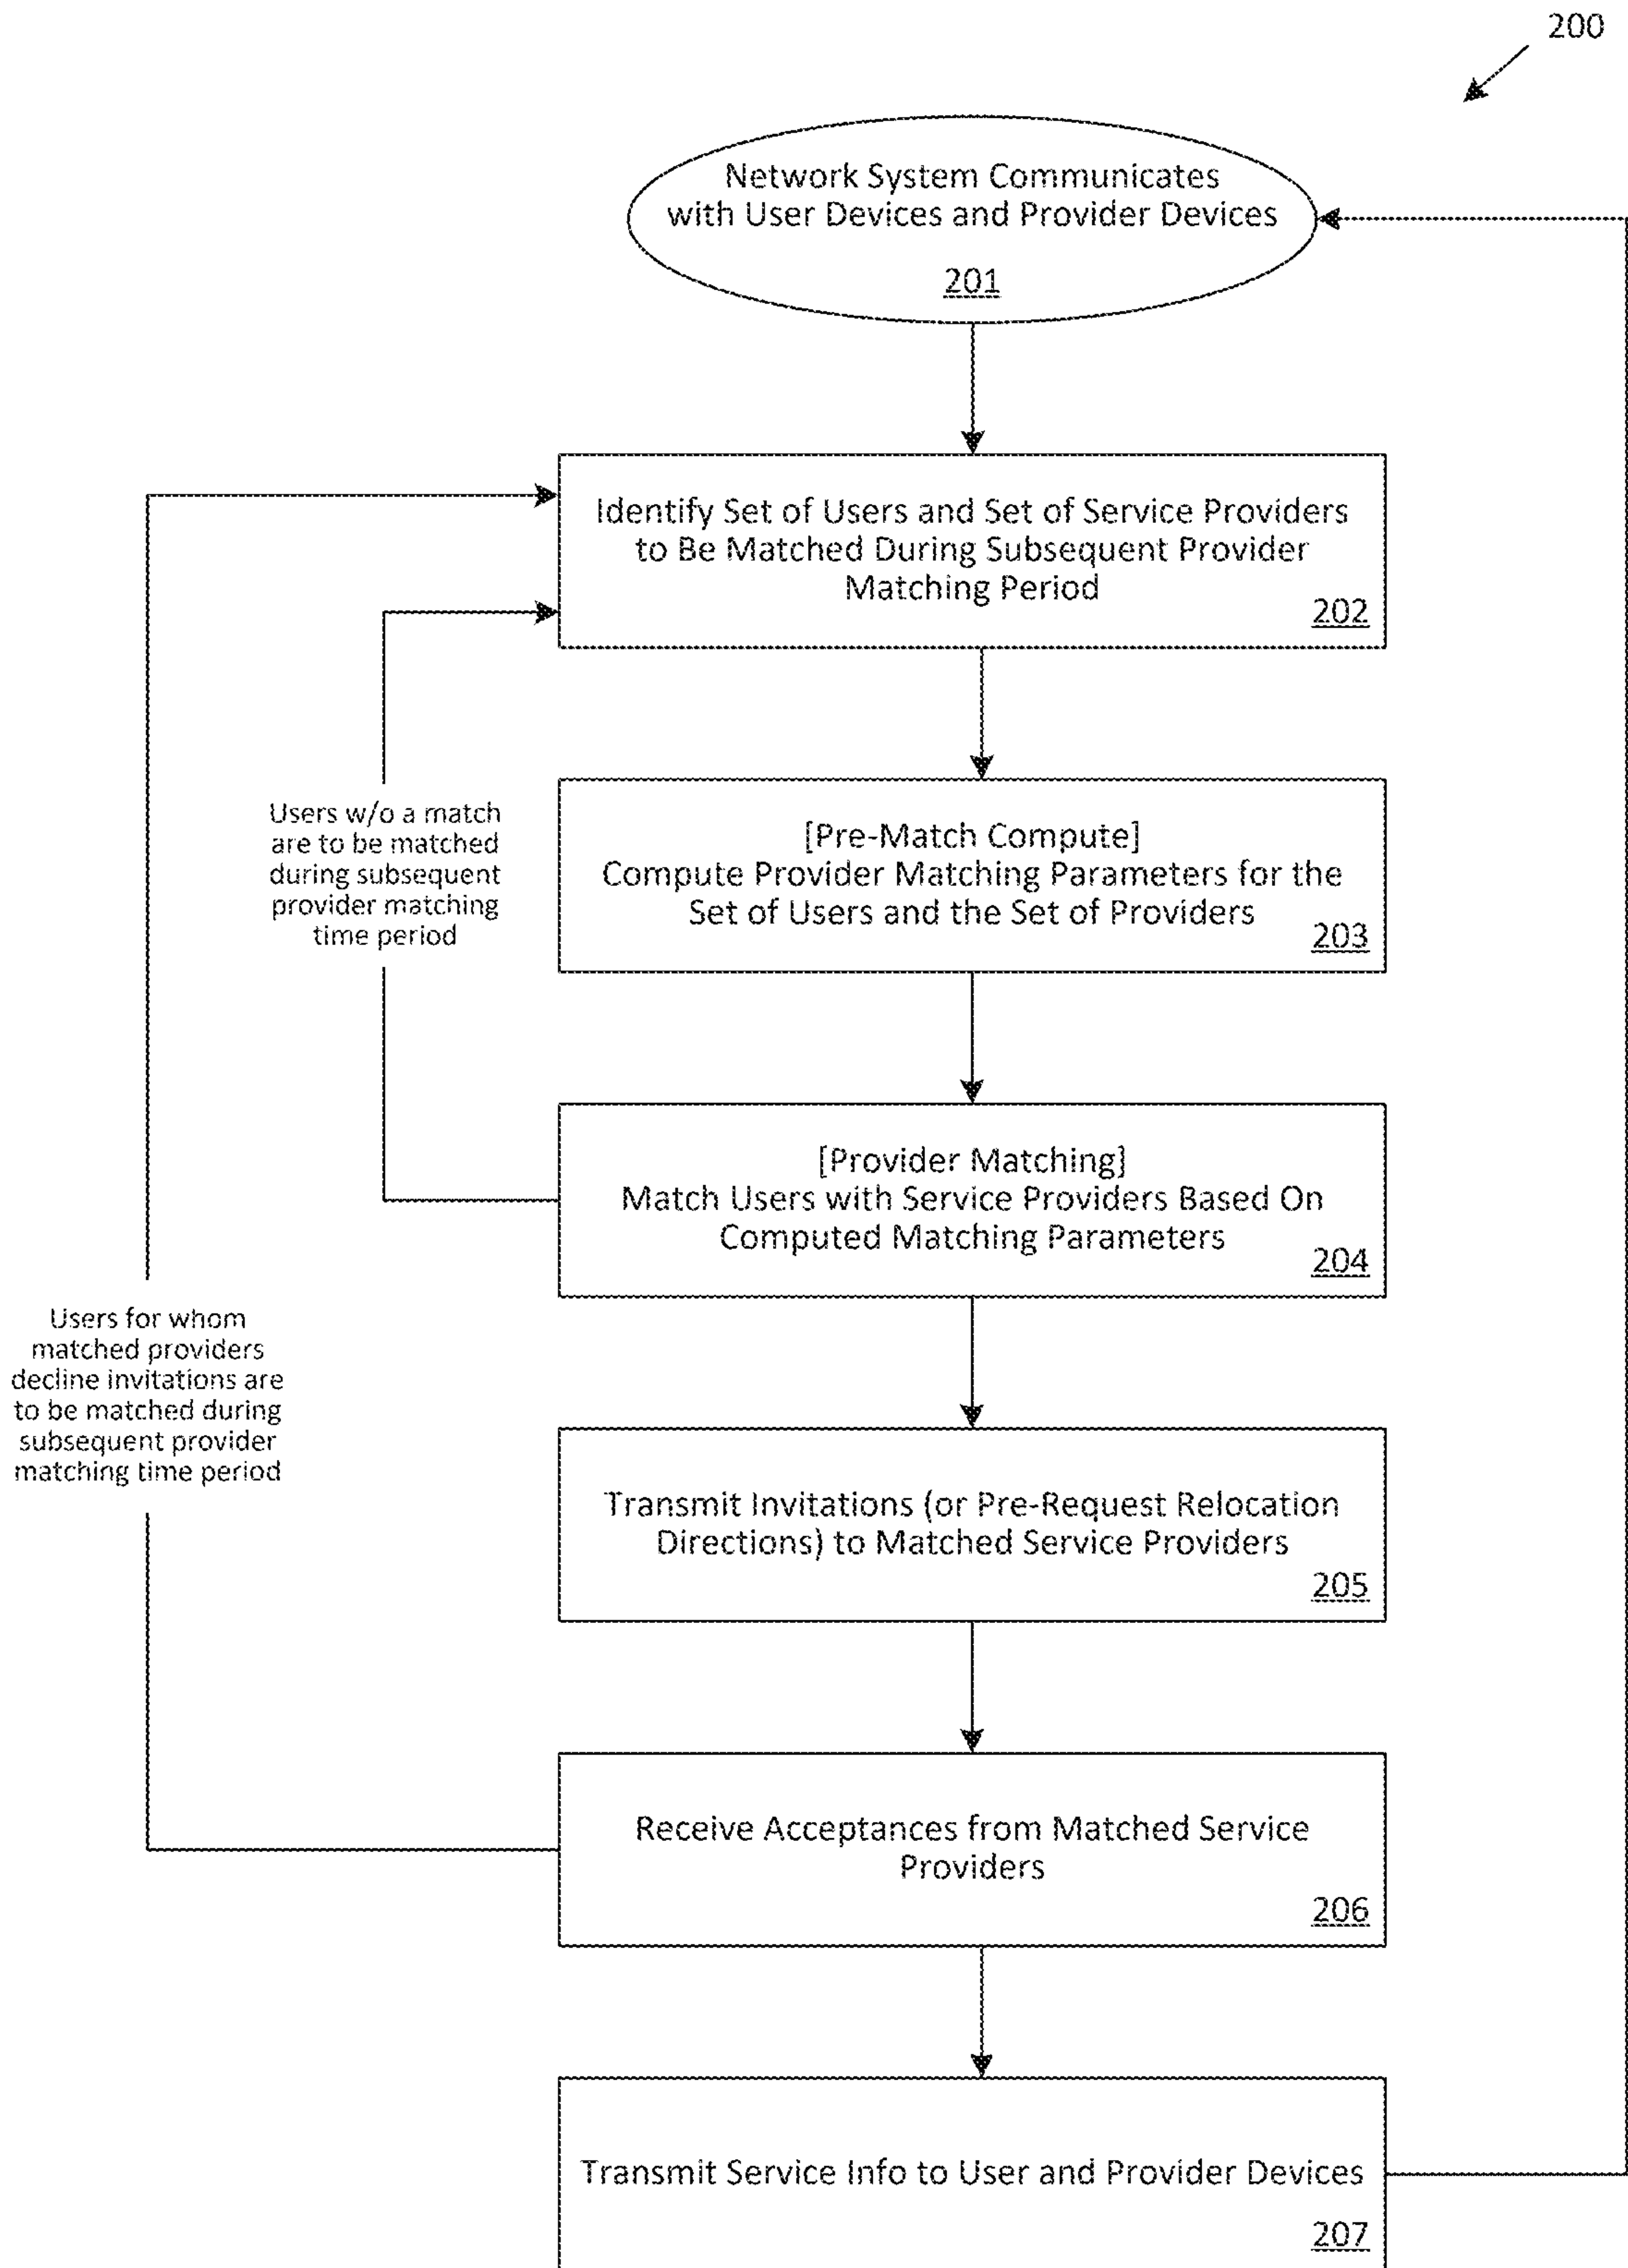 200
Network System Communicates
with User Devices and Provider Devices
201
Identify Set of Users and Set of Service Providers
to Be Matched During Subsequent Provider
Matching Period
202
Users w/o a match
are to be matched
during subsequent
provider matching
time period
[Pre-Match Compute]
Compute Provider Matching Parameters for the
Set of Users and the Set of Providers
203
[Provider Matching]
Match Users with Service Providers Based On
Computed Matching Parameters
204
Users for whom
matched providers
decline invitations are
to be matched during
subsequent provider
matching time period
Transmit Invitations (or Pre-Request Relocation
Directions) to Matched Service Providers
205
Receive Acceptances from Matched Service
Providers
206
Transmit Service Info to User and Provider Devices
207